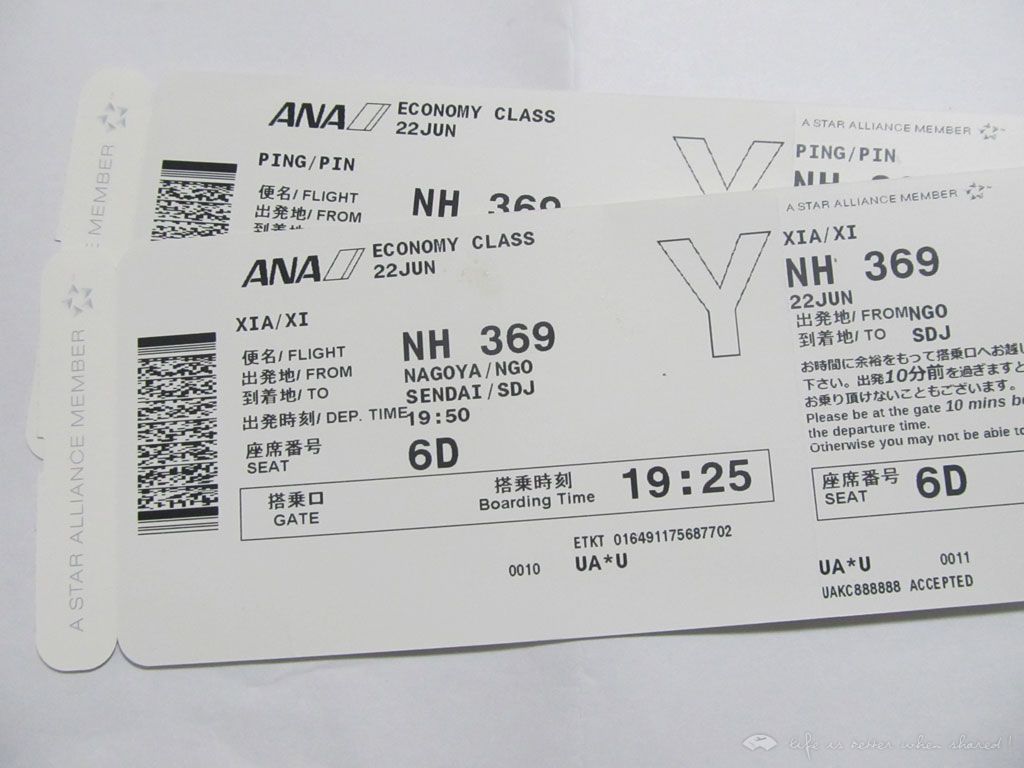 ANA ECONOMY CLASS
22JUN
PING/PIN
便名/ FLIGHT NH 369
出発地/ FROM
到着地
MEMBER
A STAR ALLIANCE MEMBER
PING/PIN
NH
ANA ECONOMY CLASS
22JUN
XIA/XI
便名/ FLIGHT NH 369
出発地/ FROM NAGOYA/NGO
到着地/ TO SENDAI/SDJ
出発時刻/ DEP. TIME 19:50
座席番号
SEAT 6D
搭乗口
GATE
搭乗時刻
Boarding Time 19:25
ETKT 016491175687702
0010 UA*U
Y
Y
A STAR ALLIANCE MEMBER
A STAR ALLIANCE MEMBER
XIA/XI
NH 369
22JUN
出発地/ FROM NGO
到着地/ TO SDJ
お時間に余裕をもって搭乗口へお越し
下さい。出発10分前を過ぎますと
お乗り頂けないこともございます。
Please be at the gate 10 mins
the departure time.
Otherwise you may not be able to
座席番号
SEAT 6D
UA*U 0011
UAKC888888 ACCEPTED
life is better when shared!